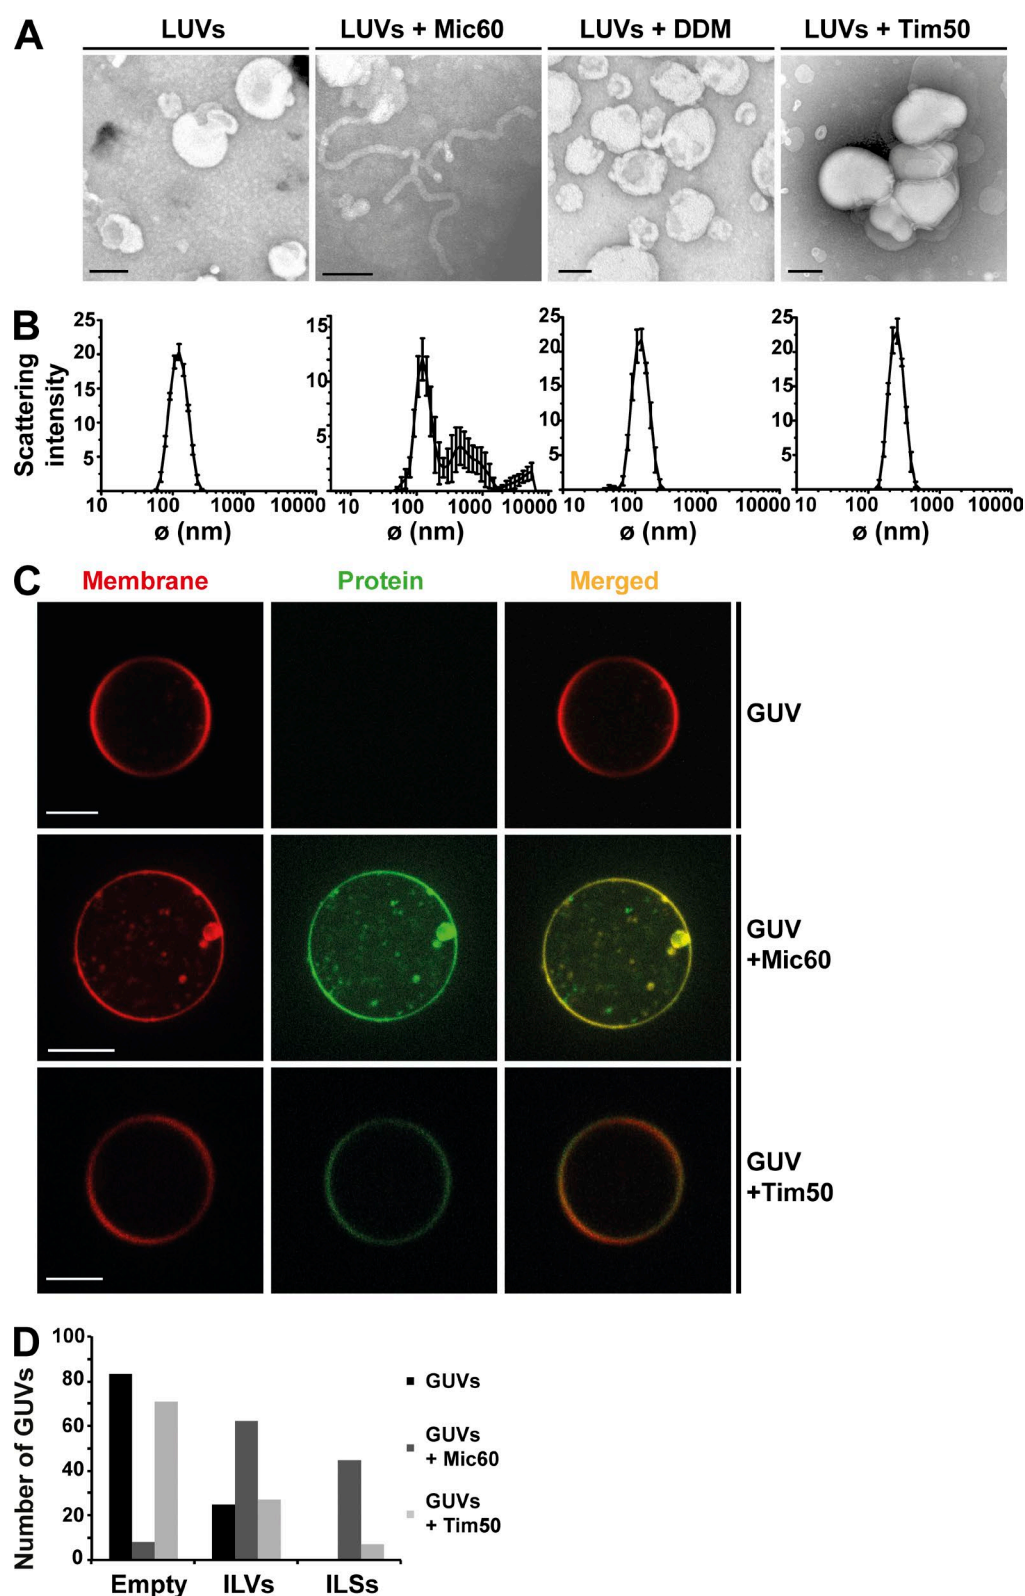 A
LUVs
LUVs + Mic60
LUVs + DDM
LUVs + Tim50
B
Scattering
intensity
25
20
15
10
5
10 100 1000 10000
ø (nm)
15
10
5
10 100 1000 10000
ø (nm)
25
20
15
10
5
10 100 1000 10000
ø (nm)
25
20
15
10
5
10 100 1000 10000
ø (nm)
C
Membrane
Protein
Merged
GUV
GUV
+Mic60
GUV
+Tim50
D
Number of GUVs
100
80
60
40
20
0
Empty
ILVs
ILSs
GUVs
GUVs
+ Mic60
GUVs
+ Tim50